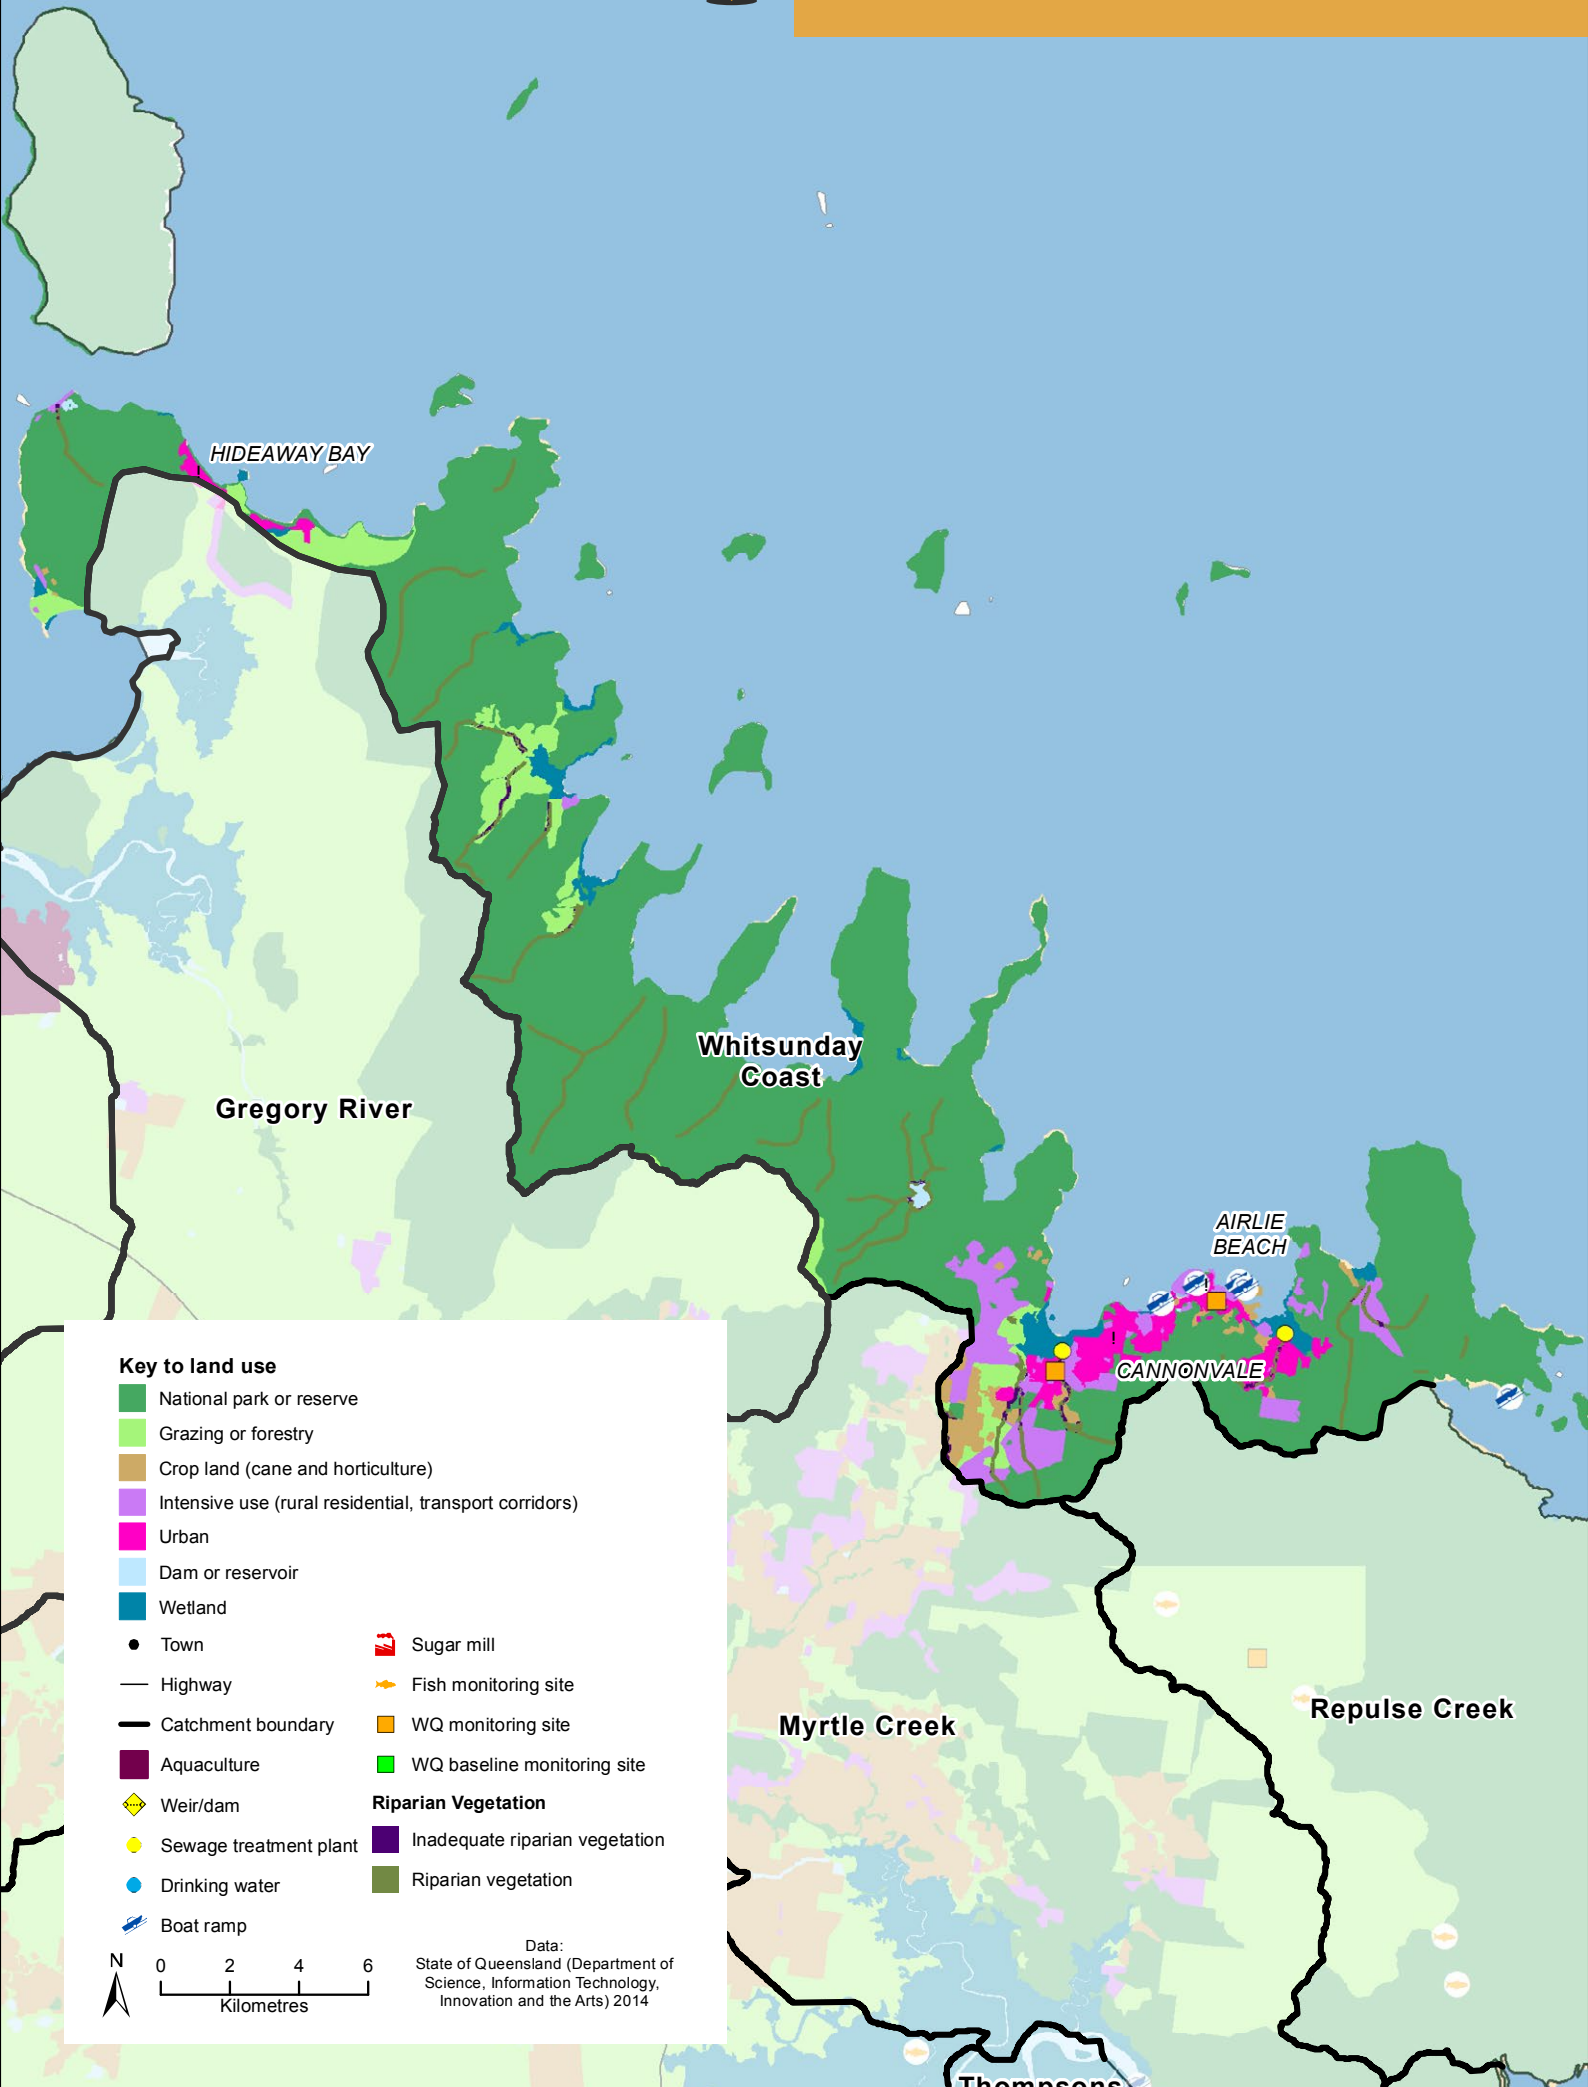 HIDEAWAY BAY
Whitsunday
Coast
Gregory River
AIRLIE
BEACH
CANNONVALE
Key to land use
National park or reserve
Grazing or forestry
Crop land (cane and horticulture)
Intensive use (rural residential, transport corridors)
Urban
Dam or reservoir
Wetland
Town
Highway
Catchment boundary
Aquaculture
Weir/dam
Sewage treatment plant
Drinking water
Boat ramp
Sugar mill
Fish monitoring site
WQ monitoring site
WQ baseline monitoring site
Riparian Vegetation
Inadequate riparian vegetation
Riparian vegetation
N
0 2 4 6
Kilometres
Data:
State of Queensland (Department of
Science, Information Technology,
Innovation and the Arts) 2014
Myrtle Creek
Repulse Creek
Thompsons